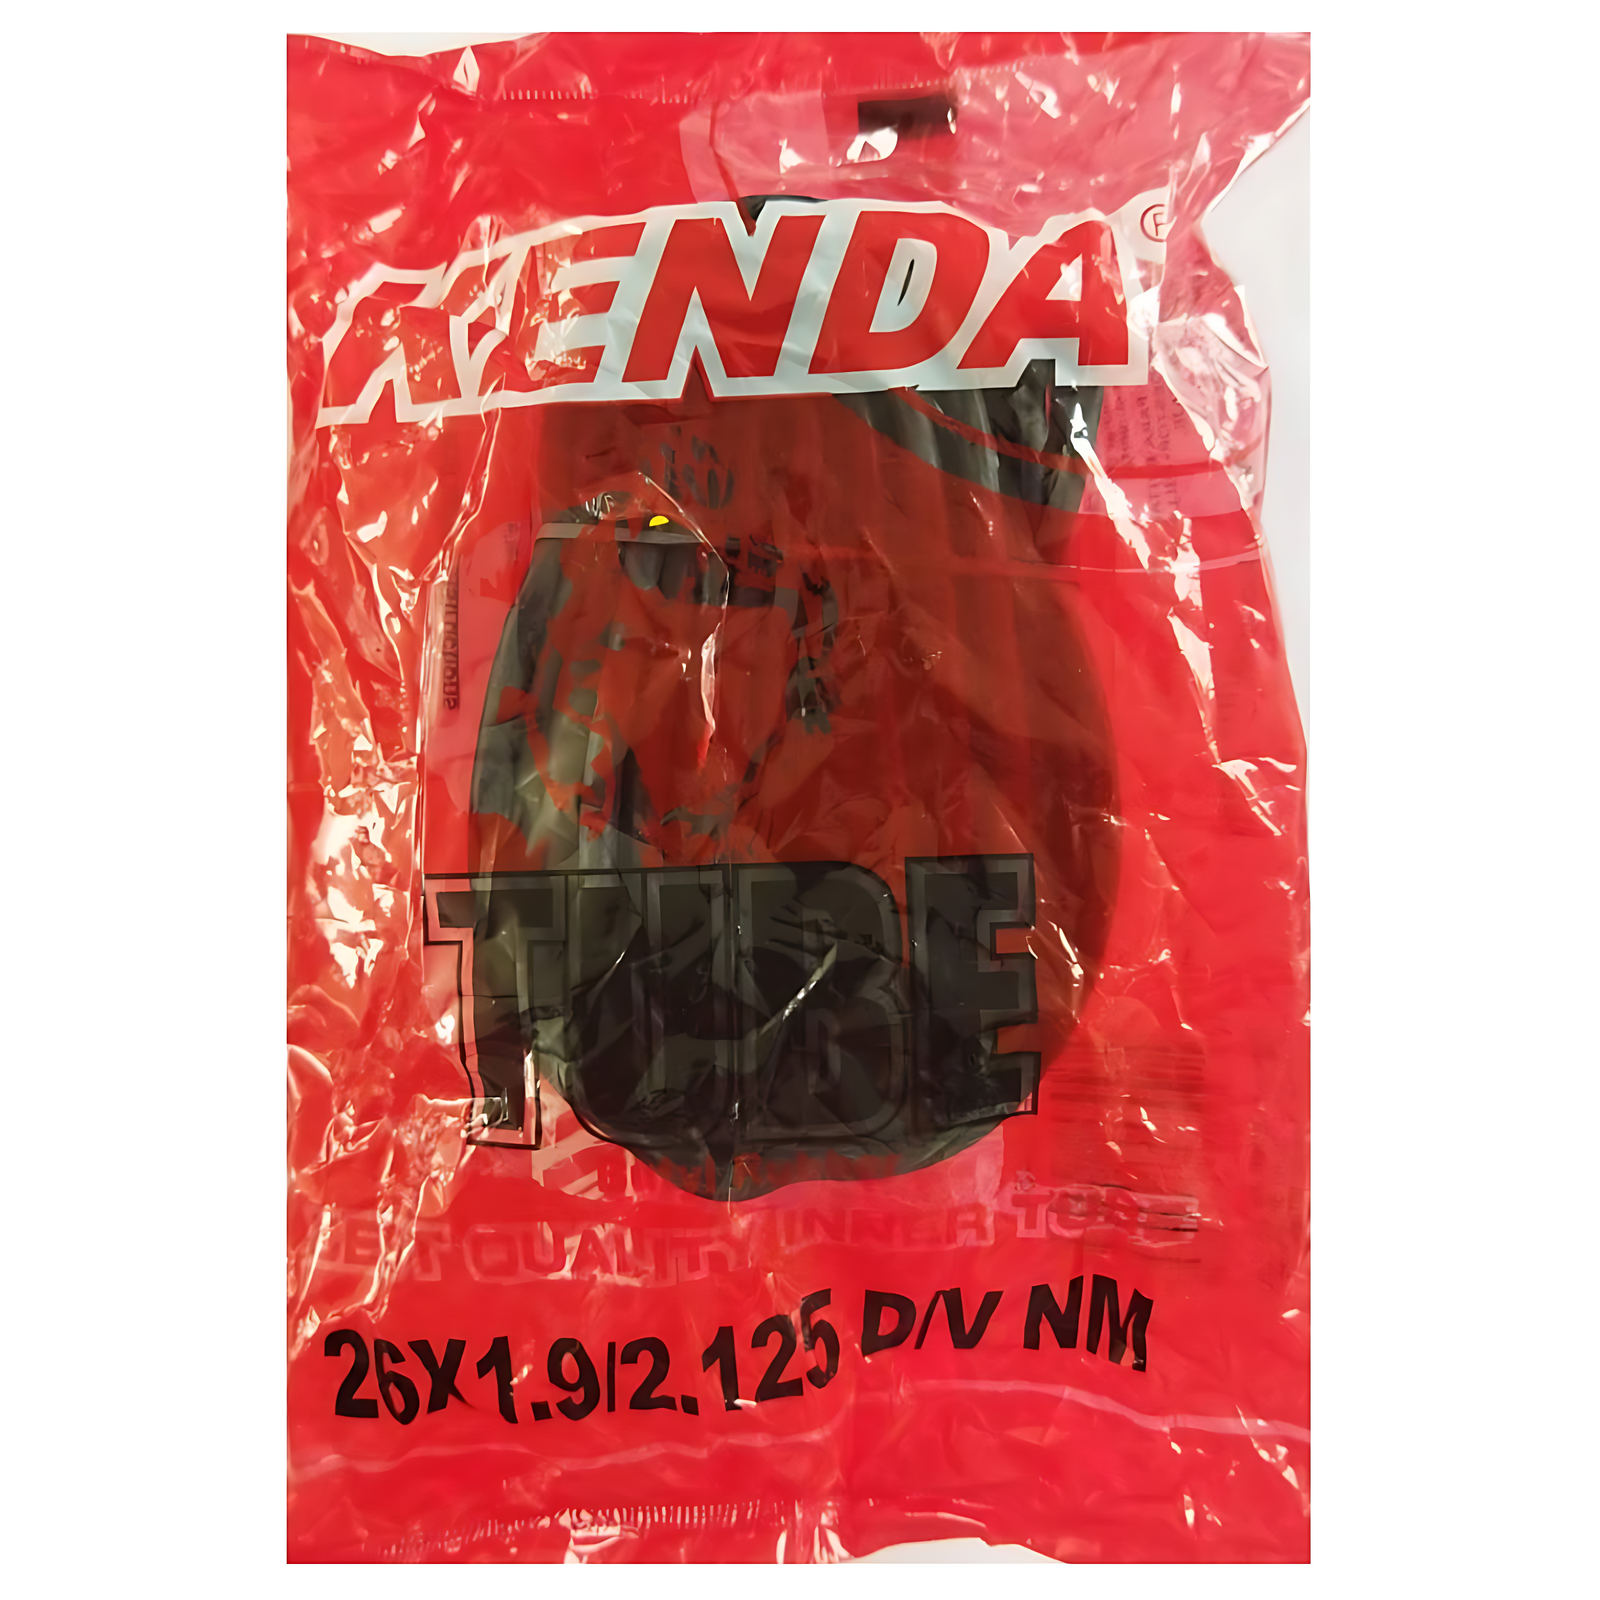 KENDA®
TUBE
BEST QUALITY INNER TUBE
26X1.9/2.125 D/V NM